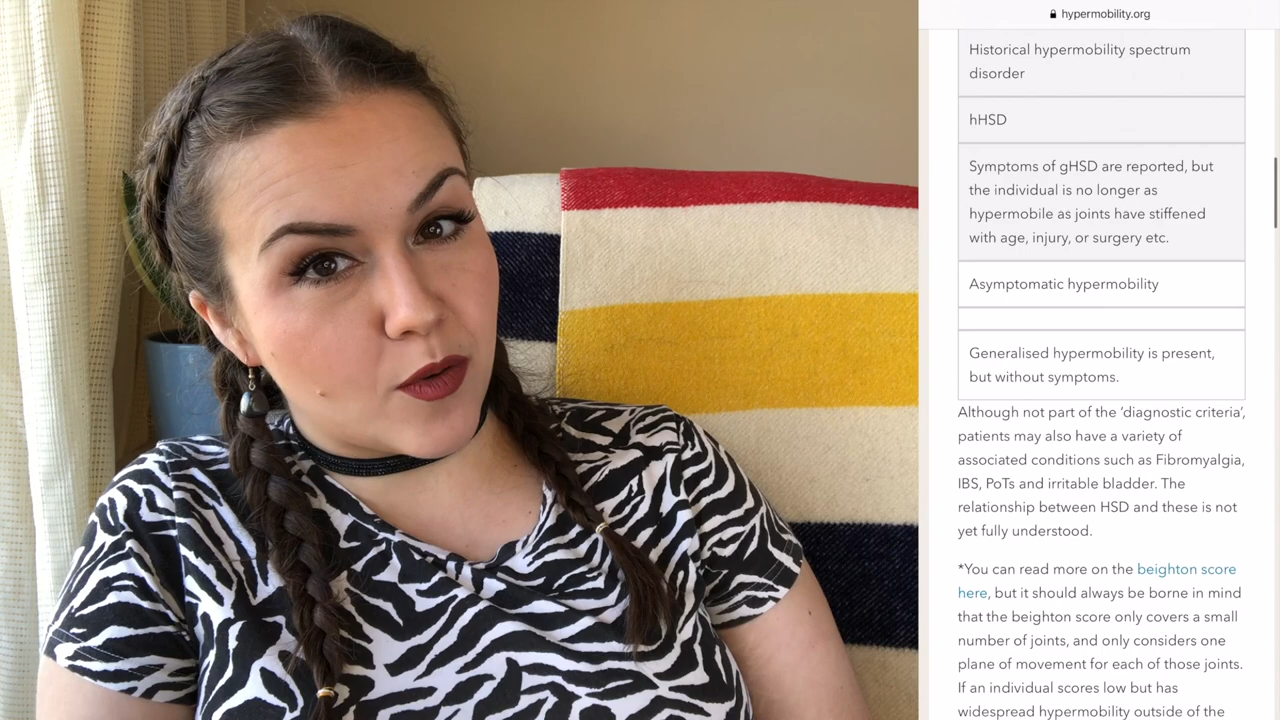 hypermobility.org
Historical hypermobility spectrum
disorder
hHSD
Symptoms of gHSD are reported, but
the individual is no longer as
hypermobile as joints have stiffened
with age, injury, or surgery etc.
Asymptomatic hypermobility
Generalised hypermobility is present,
but without symptoms.
Although not part of the ‘diagnostic criteria’,
patients may also have a variety of
associated conditions such as Fibromyalgia,
IBS, PoTs and irritable bladder. The
relationship between HSD and these is not
yet fully understood.
*You can read more on the beighton score
here, but it should always be borne in mind
that the beighton score only covers a small
number of joints, and only considers one
plane of movement for each of those joints.
If an individual scores low but has
widespread hypermobility outside of the